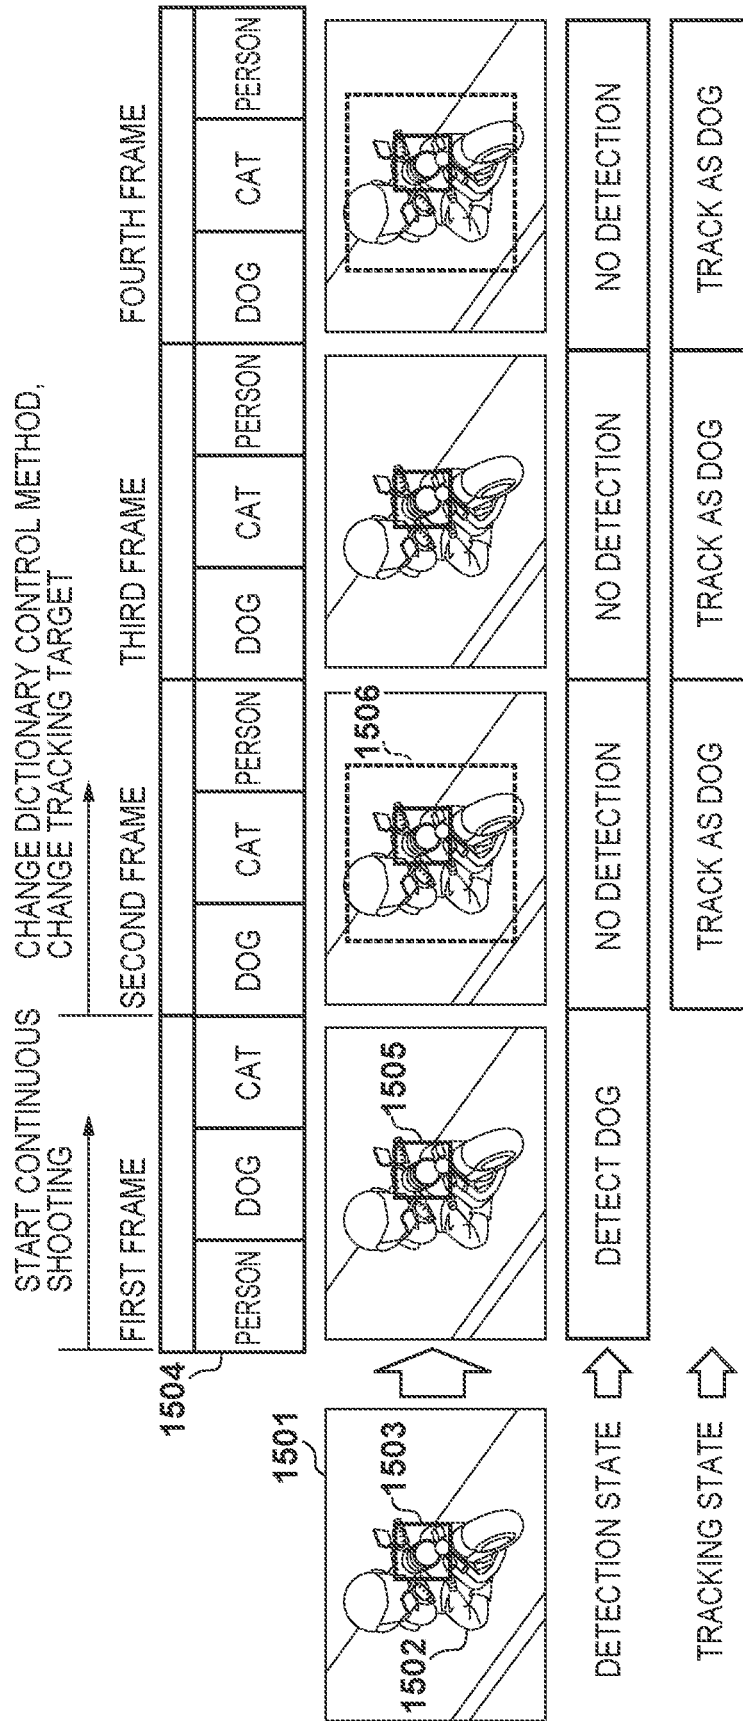 START CONTINUOUS
SHOOTING
CHANGE DICTIONARY CONTROL METHOD,
CHANGE TRACKING TARGET
FIRST FRAME
SECOND FRAME
THIRD FRAME
FOURTH FRAME
1504
PERSON
DOG
CAT
DOG
CAT
PERSON
DOG
CAT
PERSON
DOG
CAT
PERSON
1501
1502
1503
1505
1506
DETECTION STATE
DETECT DOG
NO DETECTION
NO DETECTION
NO DETECTION
TRACKING STATE
TRACK AS DOG
TRACK AS DOG
TRACK AS DOG